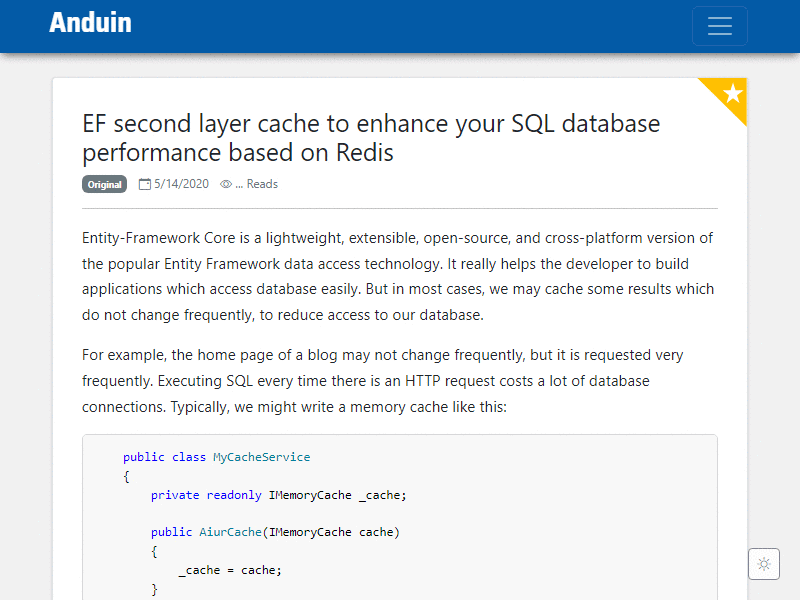 Anduin
EF second layer cache to enhance your SQL database
performance based on Redis
Original 5/14/2020 ... Reads
Entity-Framework Core is a lightweight, extensible, open-source, and cross-platform version of
the popular Entity Framework data access technology. It really helps the developer to build
applications which access database easily. But in most cases, we may cache some results which
do not change frequently, to reduce access to our database.
For example, the home page of a blog may not change frequently, but it is requested very
frequently. Executing SQL every time there is an HTTP request costs a lot of database
connections. Typically, we might write a memory cache like this:
public class MyCacheService
{
private readonly IMemoryCache _cache;
public AiurCache(IMemoryCache cache)
{
_cache = cache;
}